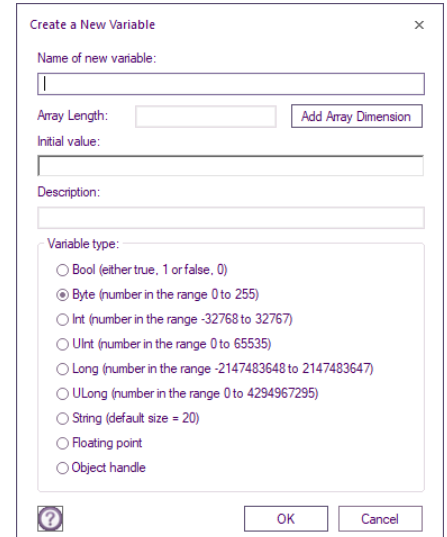 Create a New Variable
Name of new variable:
Array Length: Add Array Dimension
Initial value:
Description:
Variable type:
Bool (either true, 1 or false, 0)
Byte (number in the range 0 to 255)
Int (number in the range -32768 to 32767)
UInt (number in the range 0 to 65535)
Long (number in the range -2147483648 to 2147483647)
ULong (number in the range 0 to 4294967295)
String (default size = 20)
Floating point
Object handle
? OK Cancel